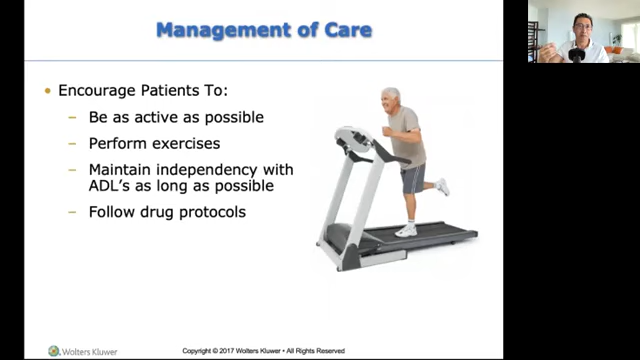 Management of Care
• Encourage Patients To:
– Be as active as possible
– Perform exercises
– Maintain independency with
ADL's as long as possible
– Follow drug protocols
Wolters Kluwer
Copyright © 2017 Wolters Kluwer • All Rights Reserved